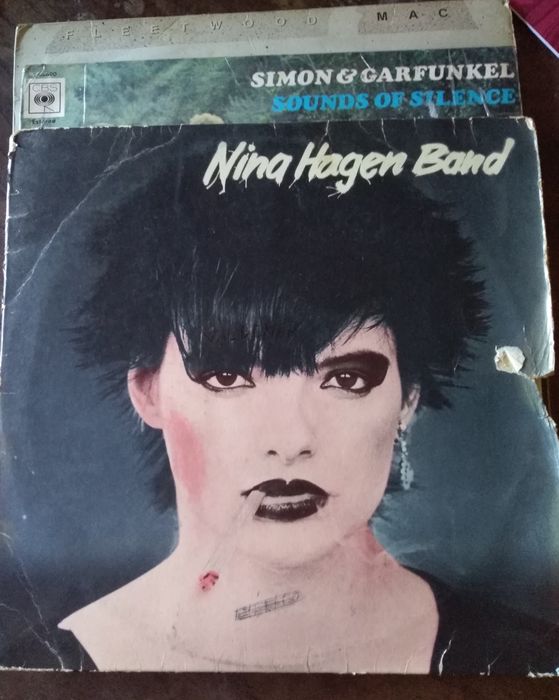 FLEETWOOD MAC
SIMON & GARFUNKEL
CBS
SOUNDS OF SILENCE
Nina Hagen Band